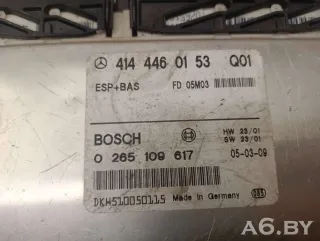 414 446 01 53 Q01
ESP+BAS FD 05M03
BOSCH HW 23/01
SW 23/01
0 265 109 617 05-03-09
DKH510050115 Made in Germany
A6.BY